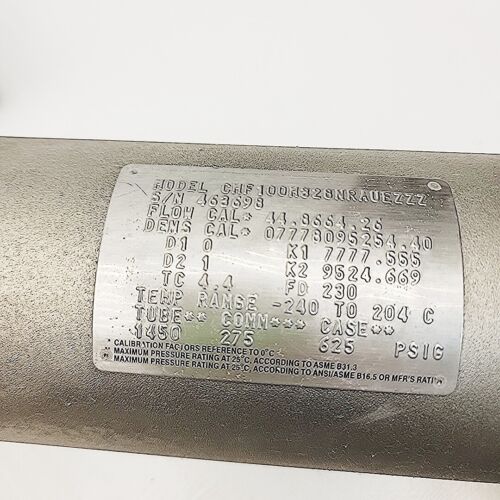 MODEL CMF100M328NRAUEZZZ
S/N 463698
FLOW CAL* 44.8664.26
DENS CAL* 07778095254.40
D1 0 K1 7777.555
D2 1 K2 9524.669
TC 4.4 FD 230
TEMP RANGE -240 TO 204 C
TUBE** CONN*** CASE**
1450 275 625 PSIG
* CALIBRATION FACTORS REFERENCE TO 0°C
** MAXIMUM PRESSURE RATING AT 25°C, ACCORDING TO ASME B31.3
*** MAXIMUM PRESSURE RATING AT 25°C, ACCORDING TO ANSI/ASME B16.5 OR MFR'S RATING